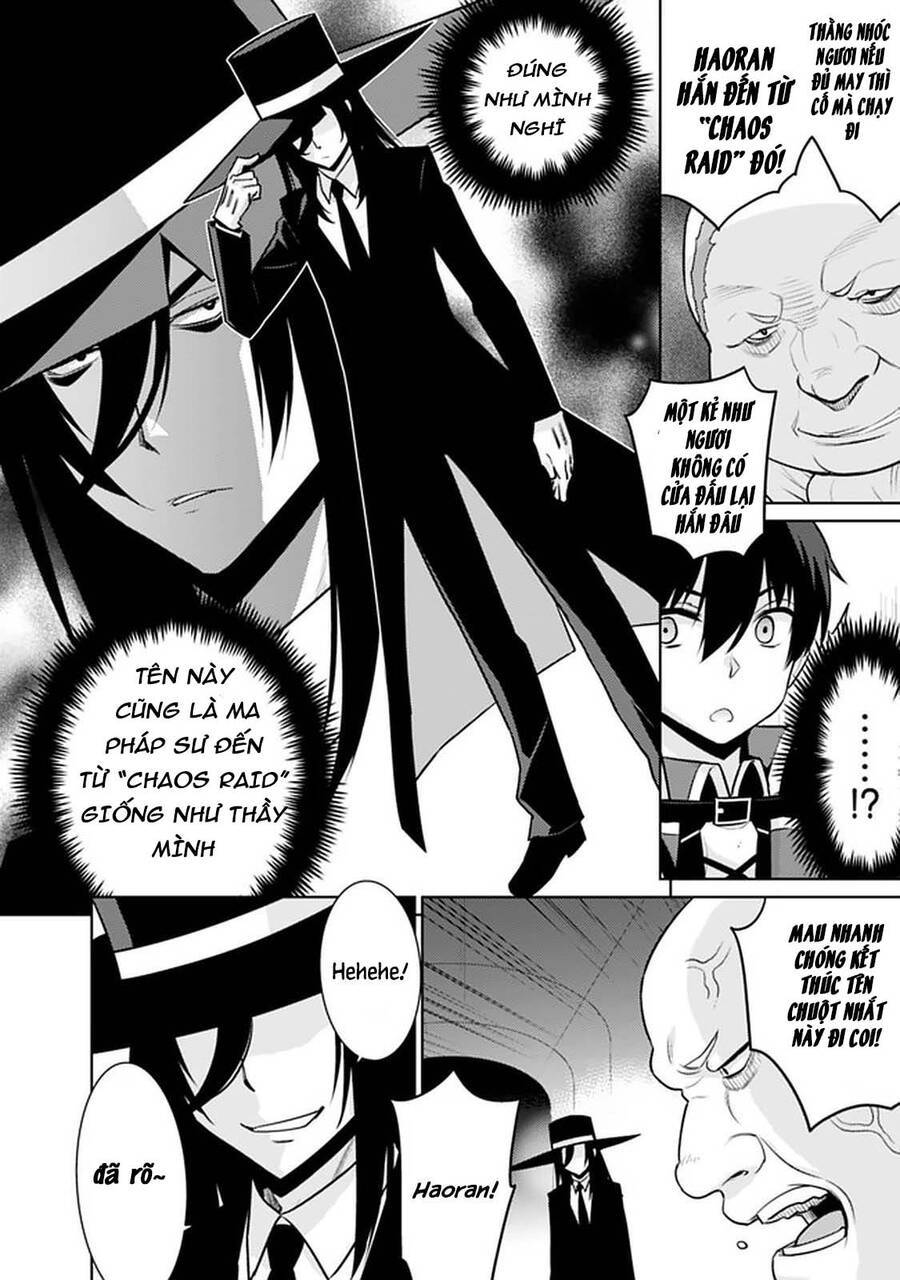 THẰNG NHÓC
NGƯƠI NẾU
ĐỦ MAY THÌ
CỐ MÀ CHẠY
ĐI
HAORAN
HẮN ĐẾN TỪ
“CHAOS
RAID” ĐÓ!
MỘT KẺ NHƯ
NGƯƠI
KHÔNG CÓ
CỬA ĐẤU LẠI
HẮN ĐÂU
.........
!?
ĐÚNG
NHƯ MÌNH
NGHĨ
TÊN NÀY
CŨNG LÀ MA
PHÁP SƯ ĐẾN
TỪ “CHAOS RAID”
GIỐNG NHƯ THẦY
MÌNH
MAU NHANH
CHÓNG KẾT
THÚC TÊN
CHUỘT NHẮT
NÀY ĐI COI!
Haoran!
Hehehe!
đã rõ~